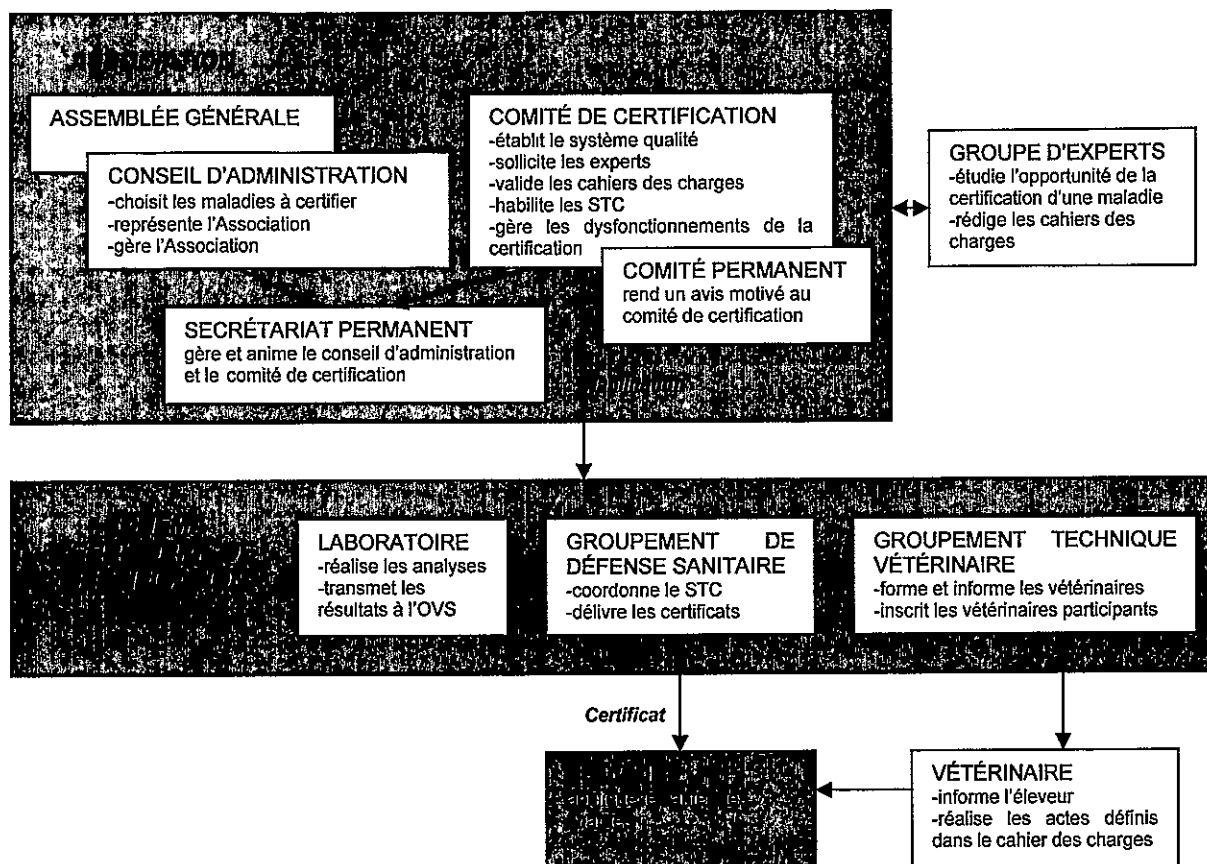 ASSEMBLÉE GÉNÉRALE
CONSEIL D'ADMINISTRATION
-choisit les maladies à certifier
-représente l'Association
-gère l'Association
COMITÉ DE CERTIFICATION
-établit le système qualité
-sollicite les experts
-valide les cahiers des charges
-habilite les STC
-gère les dysfonctionnements de la
certification
COMITÉ PERMANENT
rend un avis motivé au
comité de certification
SECRÉTARIAT PERMANENT
gère et anime le conseil d'administration
et le comité de certification
GROUPE D'EXPERTS
-étudie l'opportunité de la
certification d'une maladie
-rédige les cahiers des
charges
LABORATOIRE
-réalise les analyses
-transmet les
résultats à l'OVS
GROUPEMENT DE
DÉFENSE SANITAIRE
-coordonne le STC
-délivre les certificats
GROUPEMENT TECHNIQUE
VÉTÉRINAIRE
-forme et informe les vétérinaires
-inscrit les vétérinaires participants
Certificat
VÉTÉRINAIRE
-informe l'éleveur
-réalise les actes définis
dans le cahier des charges